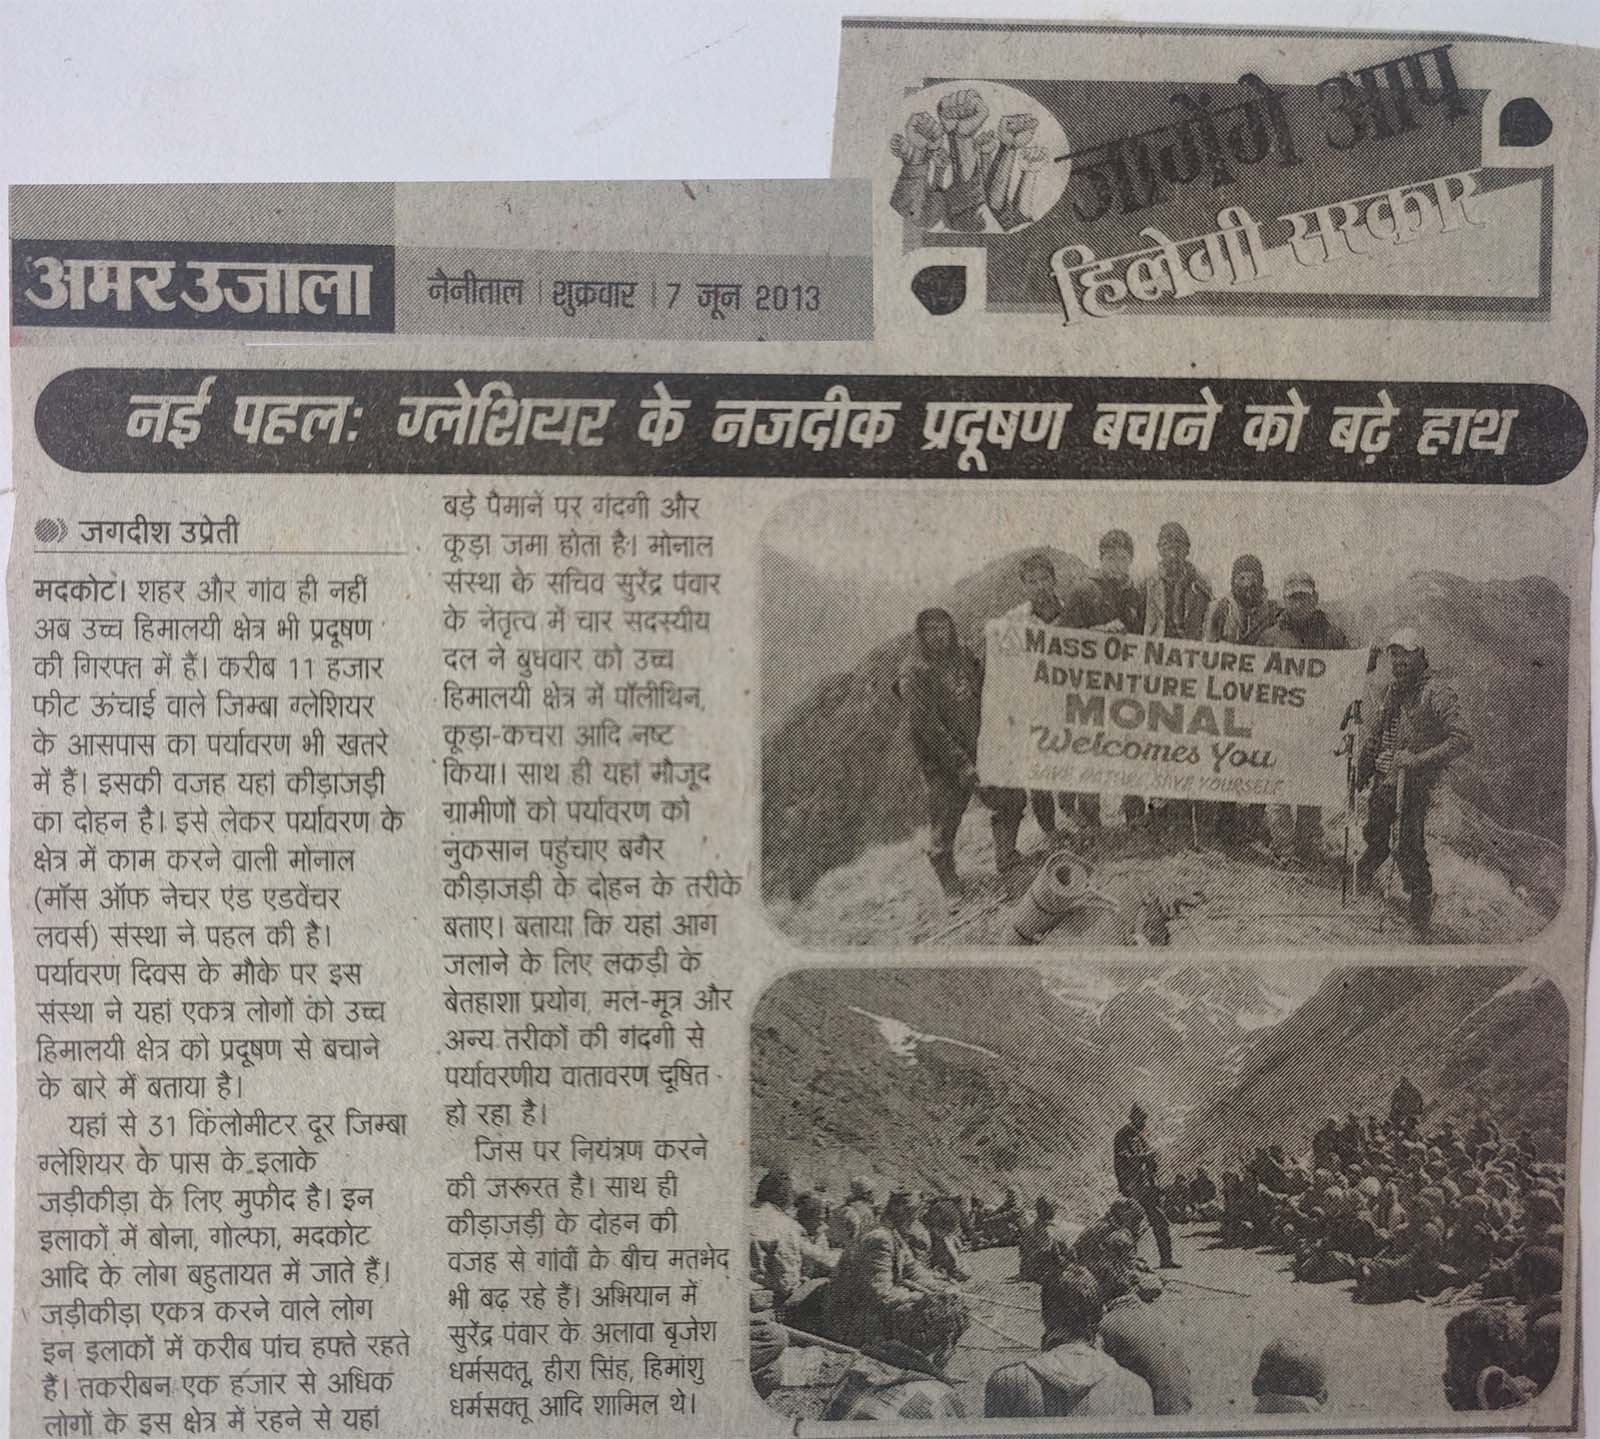 जागेंगे आप
हिलेगी सरकार
अमर उजाला
नैनीताल | शुक्रवार | 7 जून 2013
नई पहल: ग्लेशियर के नजदीक प्रदूषण बचाने को बढ़े हाथ
जगदीश उप्रेती
मदकोट। शहर और गांव ही नहीं
अब उच्च हिमालयी क्षेत्र भी प्रदूषण
की गिरफ्त में हैं। करीब 11 हजार
फीट ऊंचाई वाले जिम्बा ग्लेशियर
के आसपास का पर्यावरण भी खतरे
में हैं। इसकी वजह यहां कीड़ाजड़ी
का दोहन है। इसे लेकर पर्यावरण के
क्षेत्र में काम करने वाली मोनाल
(मॉस ऑफ नेचर एंड एडवेंचर
लवर्स) संस्था ने पहल की है।
पर्यावरण दिवस के मौके पर इस
संस्था ने यहां एकत्र लोगों को उच्च
हिमालयी क्षेत्र को प्रदूषण से बचाने
के बारे में बताया है।
यहां से 31 किलोमीटर दूर जिम्बा
ग्लेशियर के पास के इलाके
जड़ीकीड़ा के लिए मुफीद है। इन
इलाकों में बोना, गोल्फा, मदकोट
आदि के लोग बहुतायत में जाते हैं।
जड़ीकीड़ा एकत्र करने वाले लोग
इन इलाकों में करीब पांच हफ्ते रहते
हैं। तकरीबन एक हजार से अधिक
लोगों के इस क्षेत्र में रहने से यहां
बड़े पैमाने पर गंदगी और
कूड़ा जमा होता है। मोनाल
संस्था के सचिव सुरेंद्र पंवार
के नेतृत्व में चार सदस्यीय
दल ने बुधवार को उच्च
हिमालयी क्षेत्र में पॉलीथिन,
कूड़ा-कचरा आदि नष्ट
किया। साथ ही यहां मौजूद
ग्रामीणों को पर्यावरण को
नुकसान पहुंचाए बगैर
कीड़ाजड़ी के दोहन के तरीके
बताए। बताया कि यहां आग
जलाने के लिए लकड़ी के
बेतहाशा प्रयोग, मल-मूत्र और
अन्य तरीकों की गंदगी से
पर्यावरणीय वातावरण दूषित
हो रहा है।
जिस पर नियंत्रण करने
की जरूरत है। साथ ही
कीड़ाजड़ी के दोहन की
वजह से गांवों के बीच मतभेद
भी बढ़ रहे हैं। अभियान में
सुरेंद्र पंवार के अलावा बृजेश
धर्मसक्तू, हीरा सिंह, हिमांशु
धर्मसक्तू आदि शामिल थे।
MASS OF NATURE AND
ADVENTURE LOVERS
MONAL
Welcomes You
SAVE NATURE SAVE YOURSELF